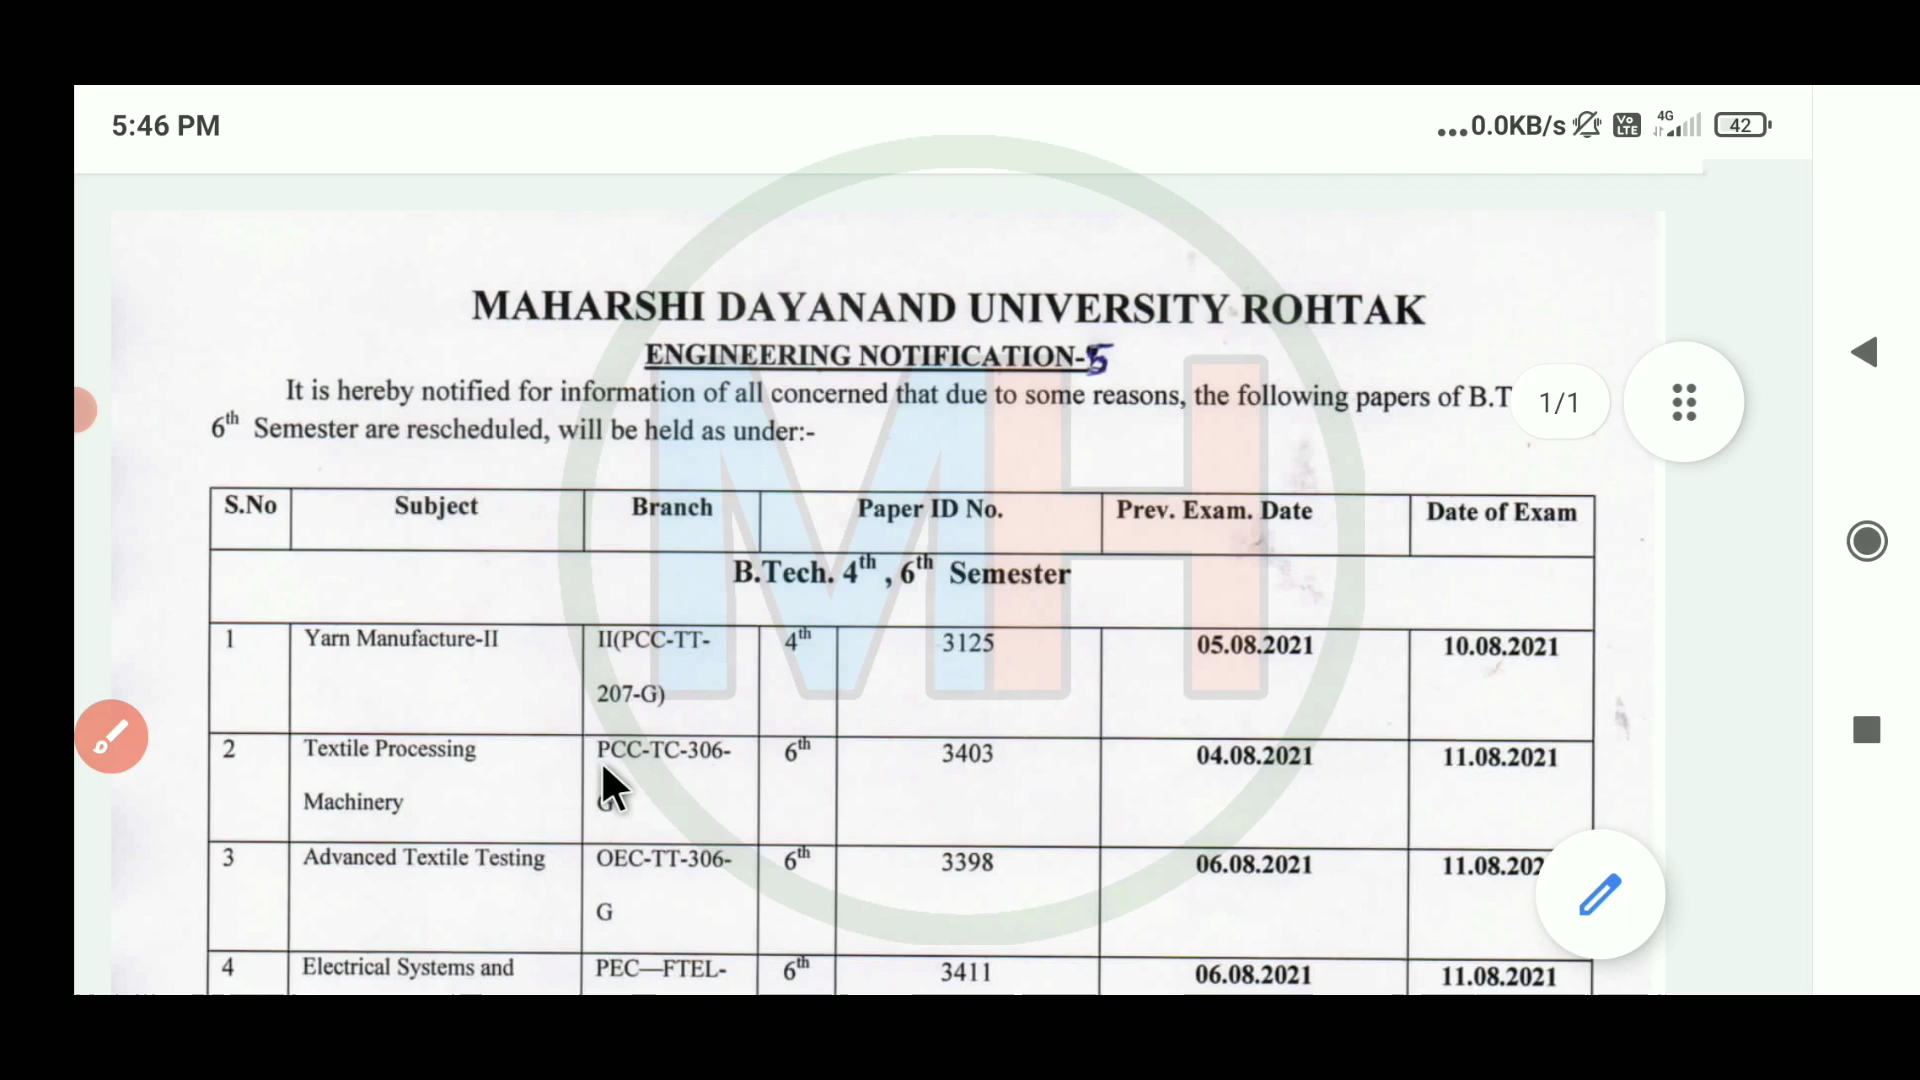 5:46 PM
...0.0KB/s Vo LTE 4G 42
MAHARSHI DAYANAND UNIVERSITY ROHTAK
ENGINEERING NOTIFICATION-5
It is hereby notified for information of all concerned that due to some reasons, the following papers of B.T
6th Semester are rescheduled, will be held as under:-
1/1
S.No Subject Branch Paper ID No. Prev. Exam. Date Date of Exam
B.Tech. 4th , 6th Semester
1 Yarn Manufacture-II II(PCC-TT- 4th 3125 05.08.2021 10.08.2021
207-G)
2 Textile Processing PCC-TC-306- 6th 3403 04.08.2021 11.08.2021
Machinery G
3 Advanced Textile Testing OEC-TT-306- 6th 3398 06.08.2021 11.08.202
G
4 Electrical Systems and PEC—FTEL- 6th 3411 06.08.2021 11.08.2021
MH